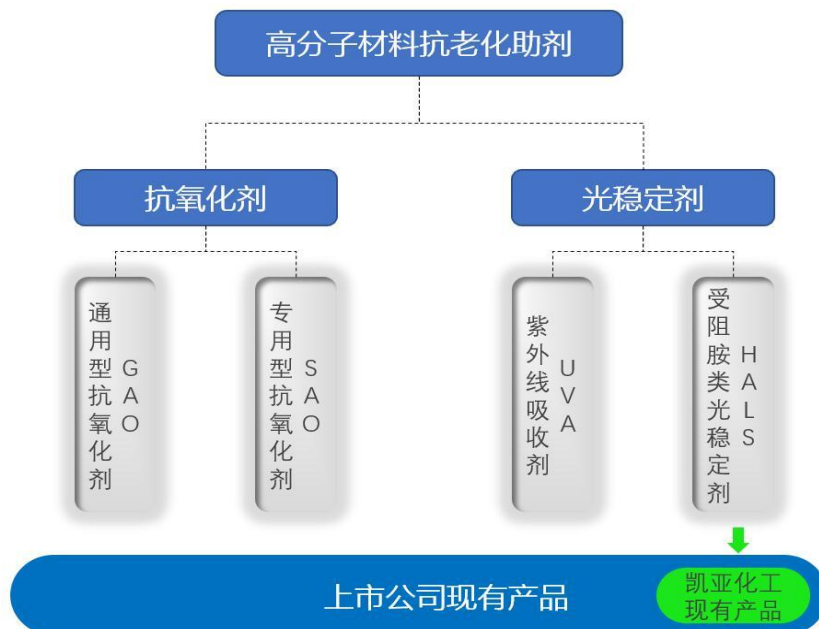 高分子材料抗老化助剂
抗氧化剂
光稳定剂
通用型抗氧化剂
GAO
专用型抗氧化剂
SAO
紫外线吸收剂
UVA
受阻胺类光稳定剂
HALS
上市公司现有产品
凯亚化工
现有产品